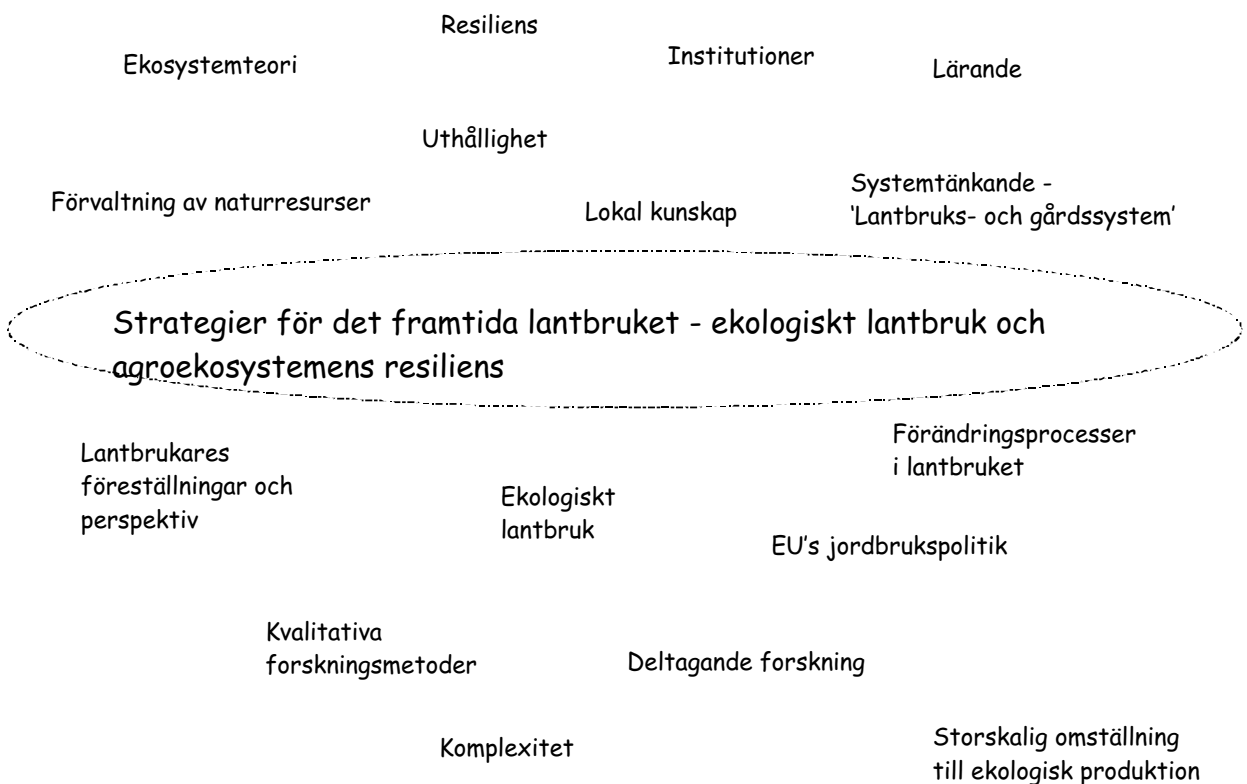 Resiliens
Institutioner
Ekosystemteori
Lärande
Uthållighet
Systemtänkande -
‘Lantbruks- och gårdssystem’
Förvaltning av naturresurser
Lokal kunskap
Strategier för det framtida lantbruket - ekologiskt lantbruk och
agroekosystemens resiliens
Förändringsprocesser
i lantbruket
Lantbrukares
föreställningar och
perspektiv
Ekologiskt
lantbruk
EU’s jordbrukspolitik
Kvalitativa
forskningsmetoder
Deltagande forskning
Komplexitet
Storskalig omställning
till ekologisk produktion